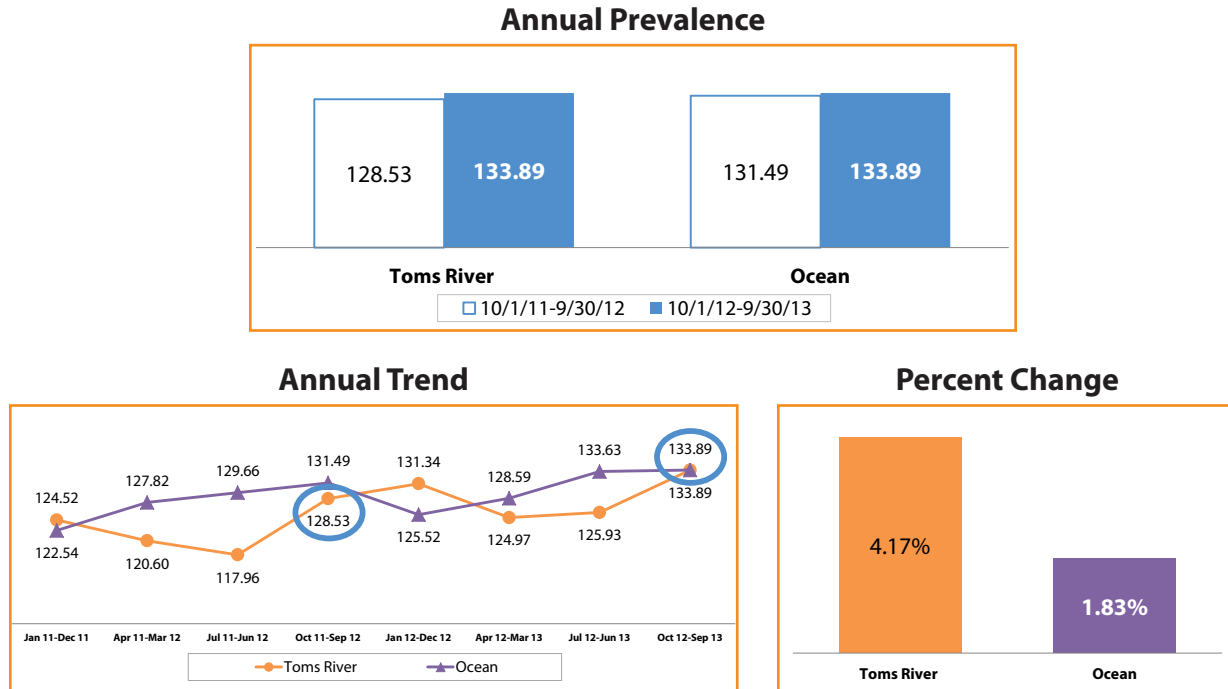 Annual Prevalence
128.53 133.89 131.49 133.89
Toms River Ocean
10/1/11-9/30/12 10/1/12-9/30/13
Annual Trend
124.52 127.82 129.66 131.49 131.34 128.59 133.63 133.89
122.54 120.60 117.96 128.53 125.52 124.97 125.93 133.89
Jan 11-Dec 11 Apr 11-Mar 12 Jul 11-Jun 12 Oct 11-Sep 12 Jan 12-Dec 12 Apr 12-Mar 13 Jul 12-Jun 13 Oct 12-Sep 13
Toms River Ocean
Percent Change
4.17% 1.83%
Toms River Ocean